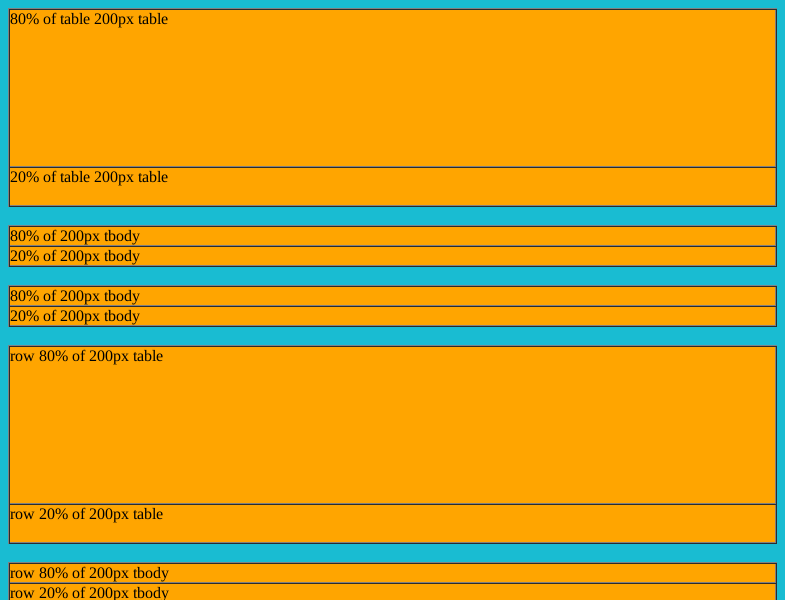 80% of table 200px table
20% of table 200px table
80% of 200px tbody
20% of 200px tbody
80% of 200px tbody
20% of 200px tbody
row 80% of 200px table
row 20% of 200px table
row 80% of 200px tbody
row 20% of 200px tbody